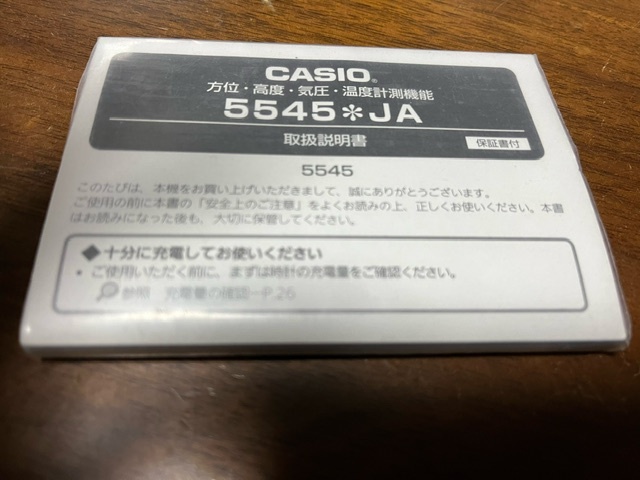 CASIO®
方位・高度・気圧・温度計測機能
5545＊JA
取扱説明書 保証書付
5545
このたびは、本機をお買い上げいただきまして、誠にありがとうございます。
ご使用の前に本書の「安全上のご注意」をよくお読みの上、正しくお使いください。本書
はお読みになった後も、大切に保管してください。
◆十分に充電してお使いください
• ご使用いただく前に、まずは時計の充電量をご確認ください。
参照 充電量の確認ーP.26